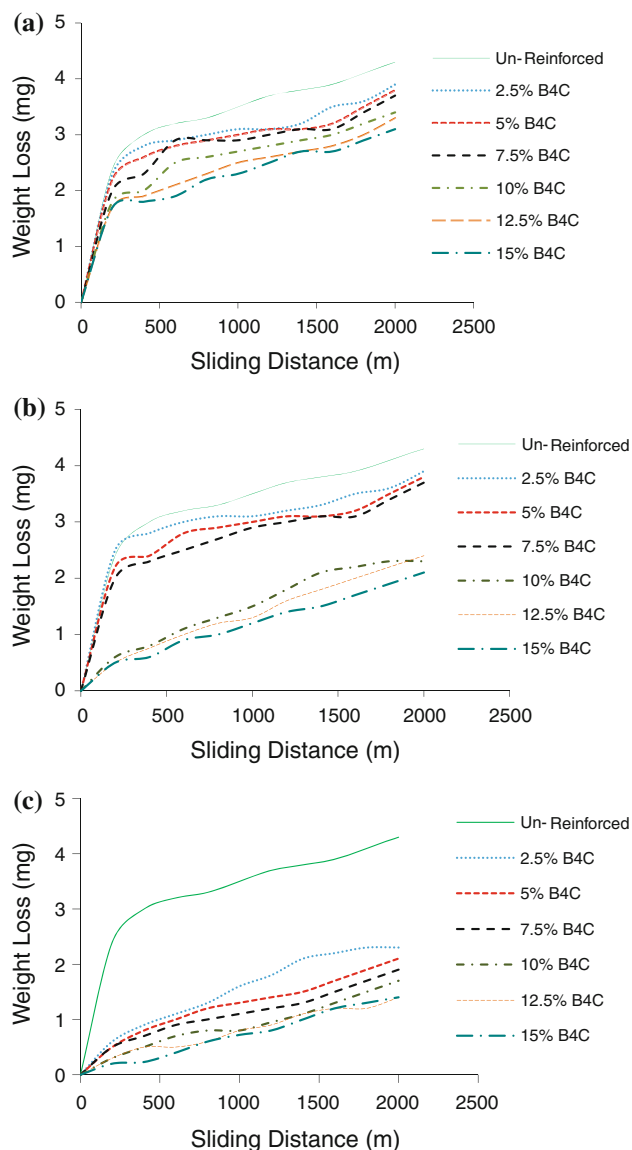 (a)
5
4
3
2
1
0
Weight Loss (mg)
0 500 1000 1500 2000 2500
Sliding Distance (m)
Un-Reinforced
2.5% B4C
5% B4C
7.5% B4C
10% B4C
12.5% B4C
15% B4C
(b)
5
4
3
2
1
0
Weight Loss (mg)
0 500 1000 1500 2000 2500
Sliding Distance (m)
Un-Reinforced
2.5% B4C
5% B4C
7.5% B4C
10% B4C
12.5% B4C
15% B4C
(c)
5
4
3
2
1
0
Weight Loss (mg)
0 500 1000 1500 2000 2500
Sliding Distance (m)
Un-Reinforced
2.5% B4C
5% B4C
7.5% B4C
10% B4C
12.5% B4C
15% B4C